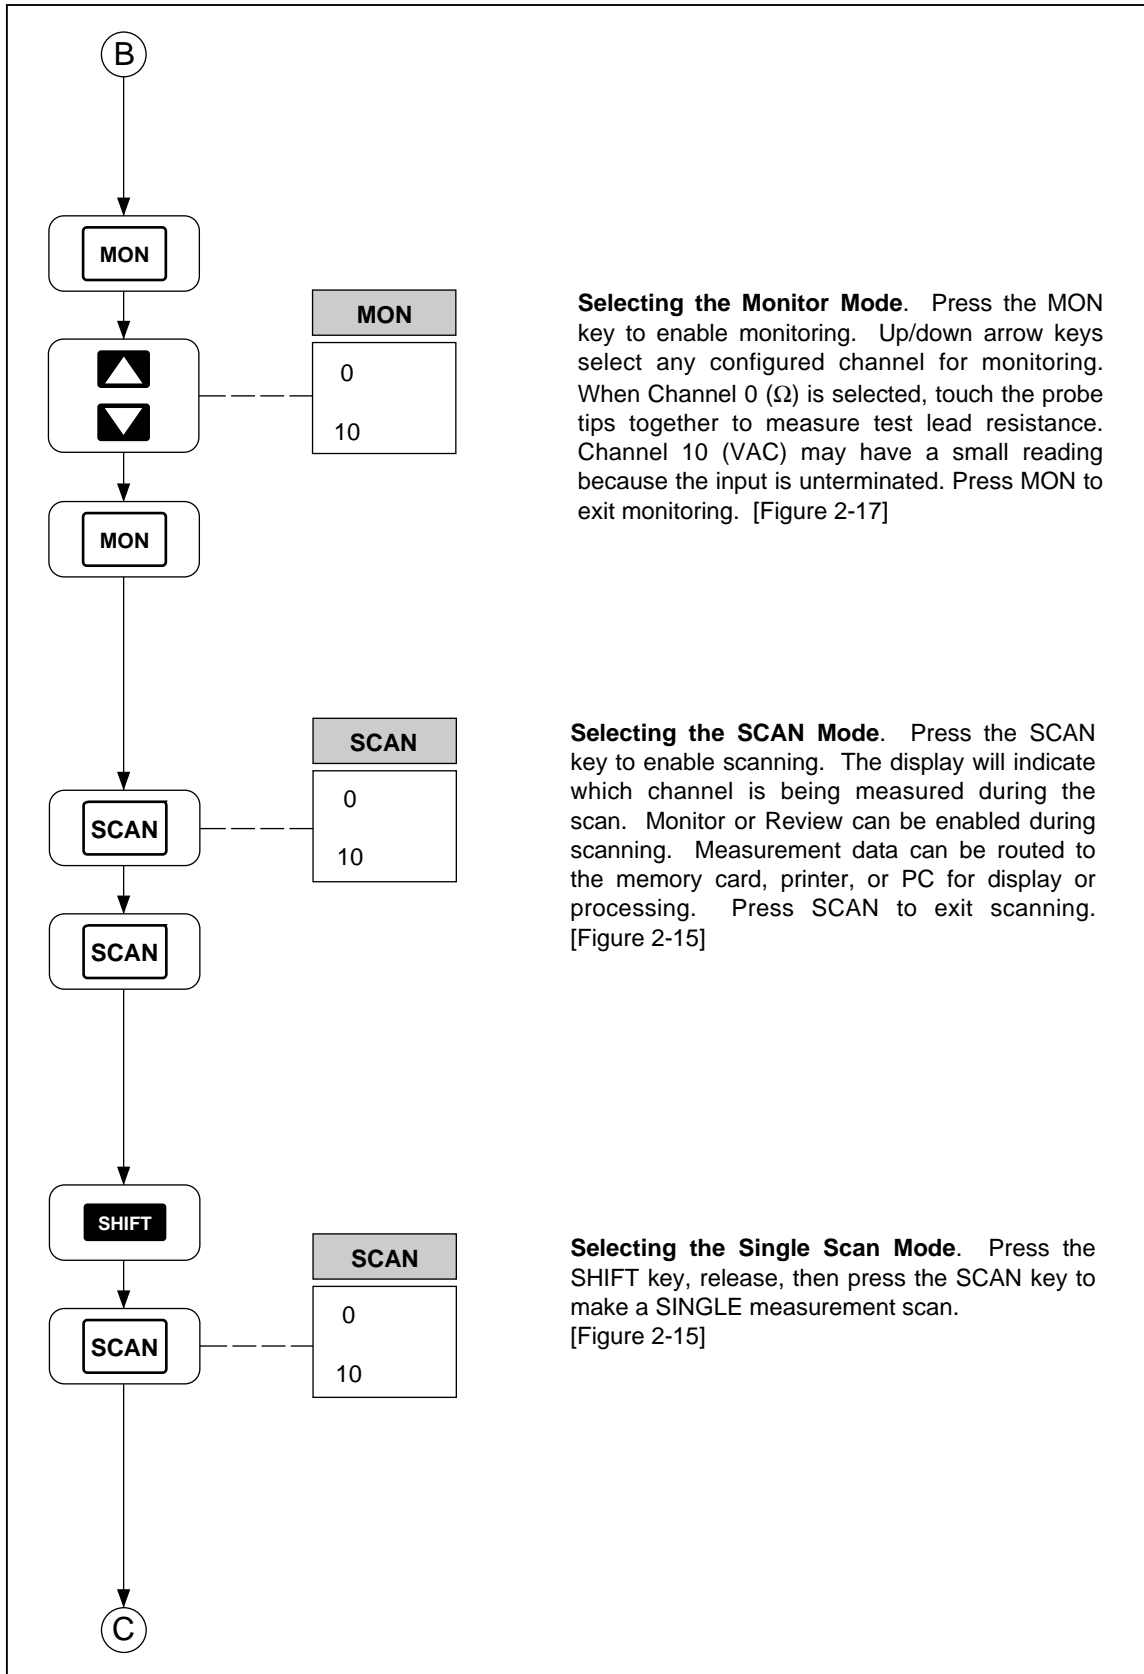 B
MON
MON
0
10
MON
Selecting the Monitor Mode. Press the MON
key to enable monitoring. Up/down arrow keys
select any configured channel for monitoring.
When Channel 0 (Ω) is selected, touch the probe
tips together to measure test lead resistance.
Channel 10 (VAC) may have a small reading
because the input is unterminated. Press MON to
exit monitoring. [Figure 2-17]
SCAN
SCAN
0
10
SCAN
Selecting the SCAN Mode. Press the SCAN
key to enable scanning. The display will indicate
which channel is being measured during the
scan. Monitor or Review can be enabled during
scanning. Measurement data can be routed to
the memory card, printer, or PC for display or
processing. Press SCAN to exit scanning.
[Figure 2-15]
SHIFT
SCAN
SCAN
0
10
Selecting the Single Scan Mode. Press the
SHIFT key, release, then press the SCAN key to
make a SINGLE measurement scan.
[Figure 2-15]
C